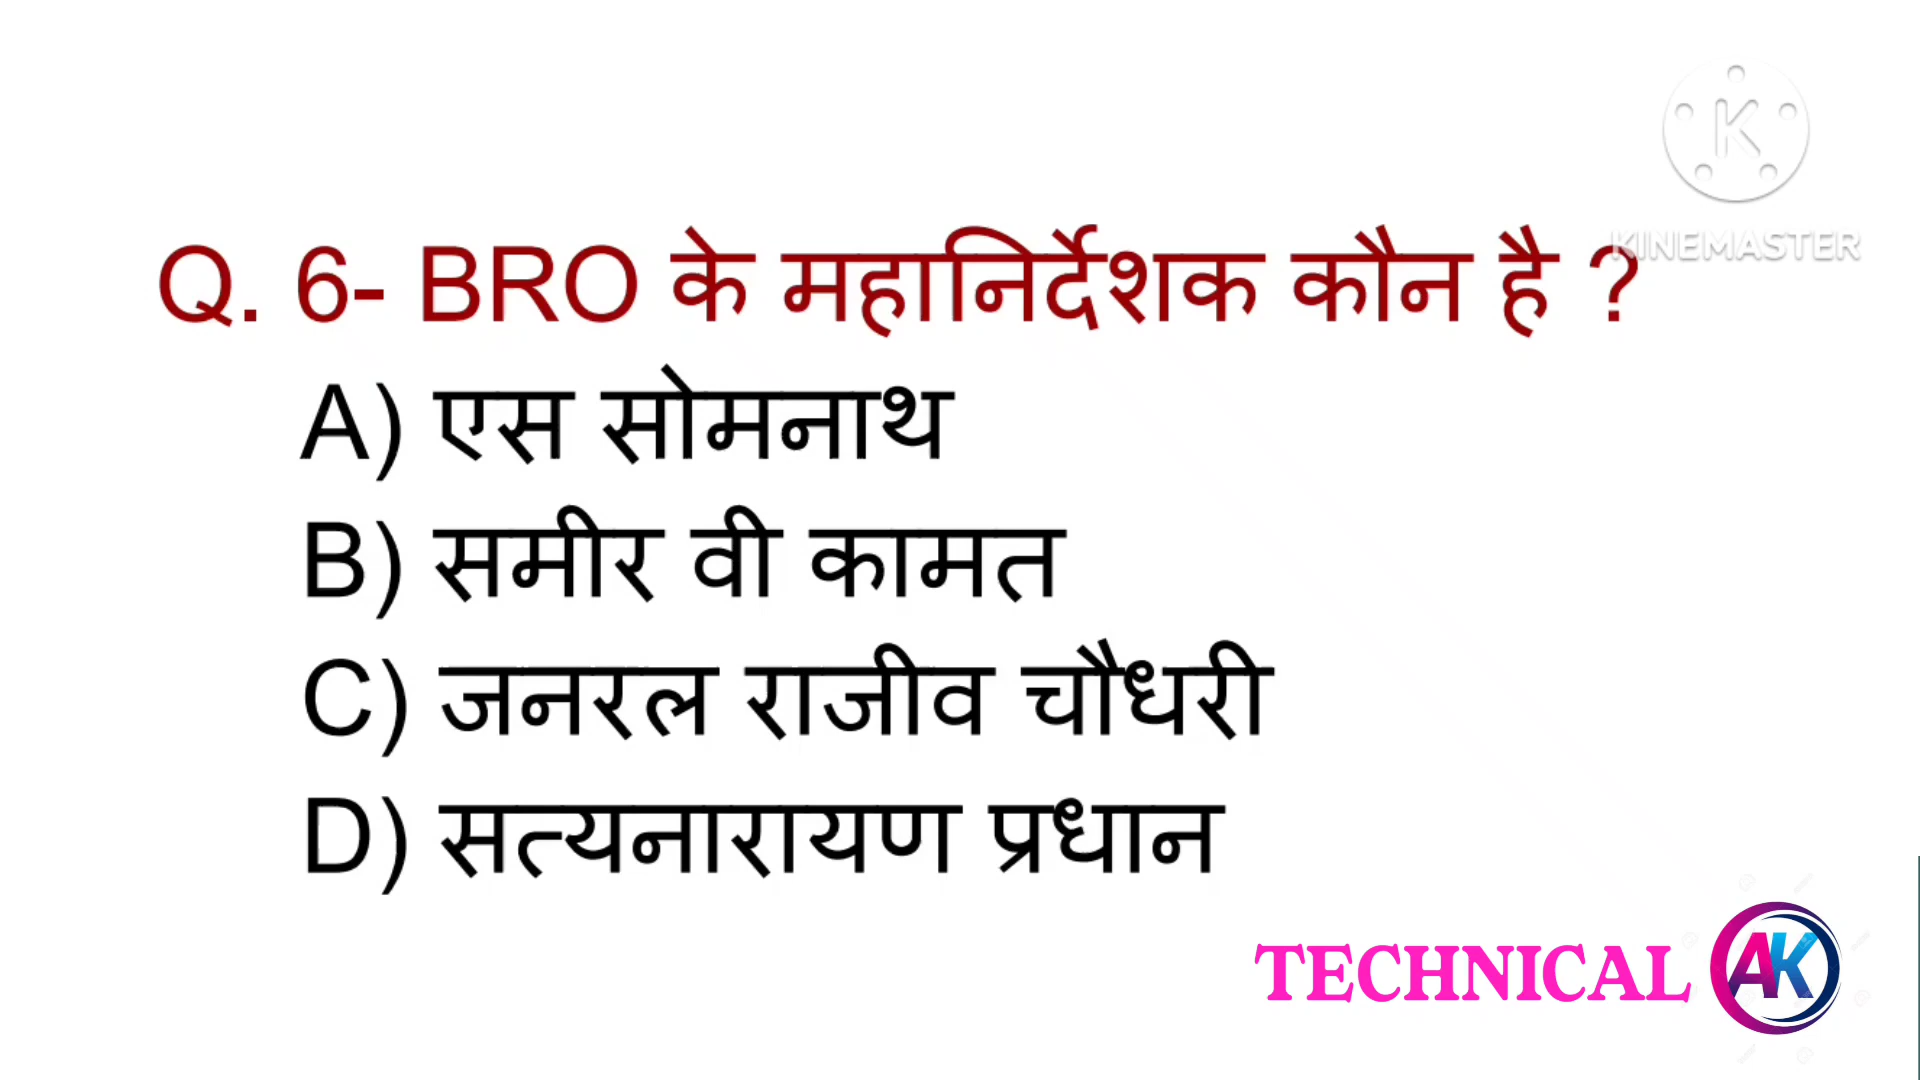 K
KINEMASTER
Q. 6- BRO के महानिर्देशक कौन है ?
A) एस सोमनाथ
B) समीर वी कामत
C) जनरल राजीव चौधरी
D) सत्यनारायण प्रधान
TECHNICAL AK